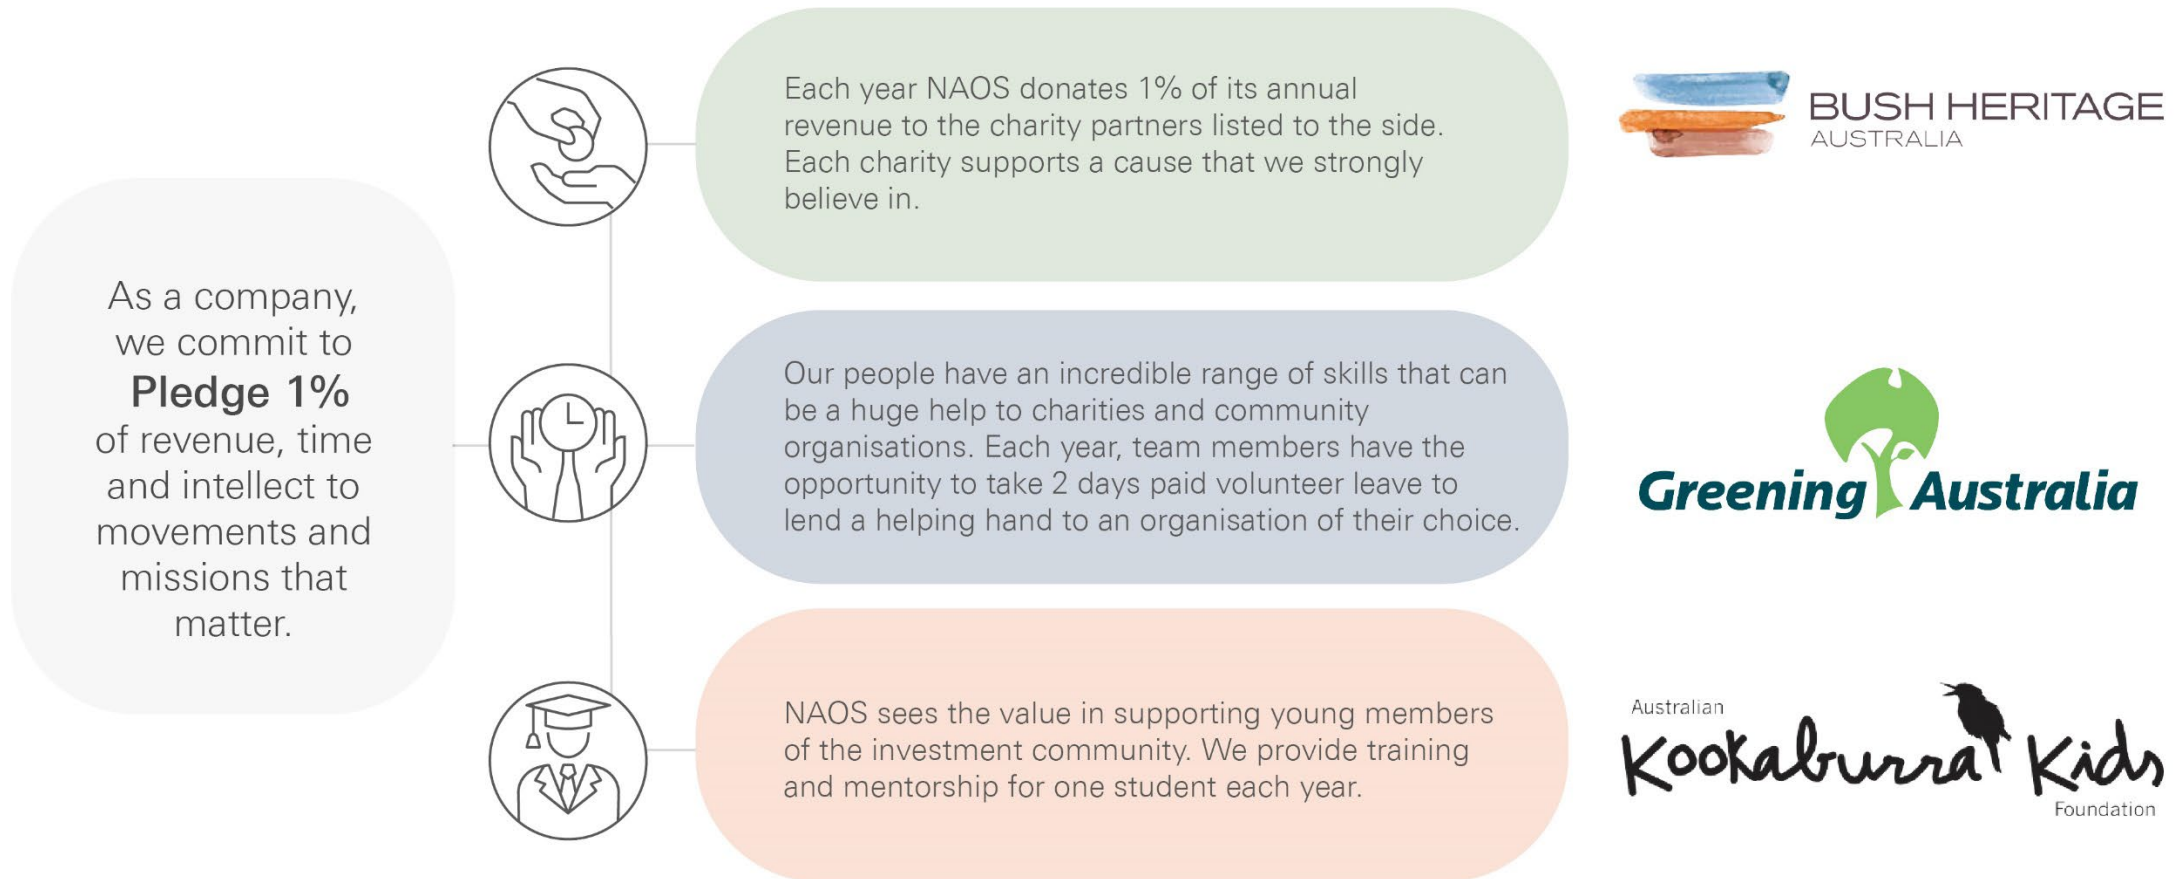 As a company,
we commit to
Pledge 1%
of revenue, time
and intellect to
movements and
missions that
matter.
Each year NAOS donates 1% of its annual
revenue to the charity partners listed to the side.
Each charity supports a cause that we strongly
believe in.
Our people have an incredible range of skills that can
be a huge help to charities and community
organisations. Each year, team members have the
opportunity to take 2 days paid volunteer leave to
lend a helping hand to an organisation of their choice.
NAOS sees the value in supporting young members
of the investment community. We provide training
and mentorship for one student each year.
BUSH HERITAGE
AUSTRALIA
Greening Australia
Australian
Kookaburra Kids
Foundation